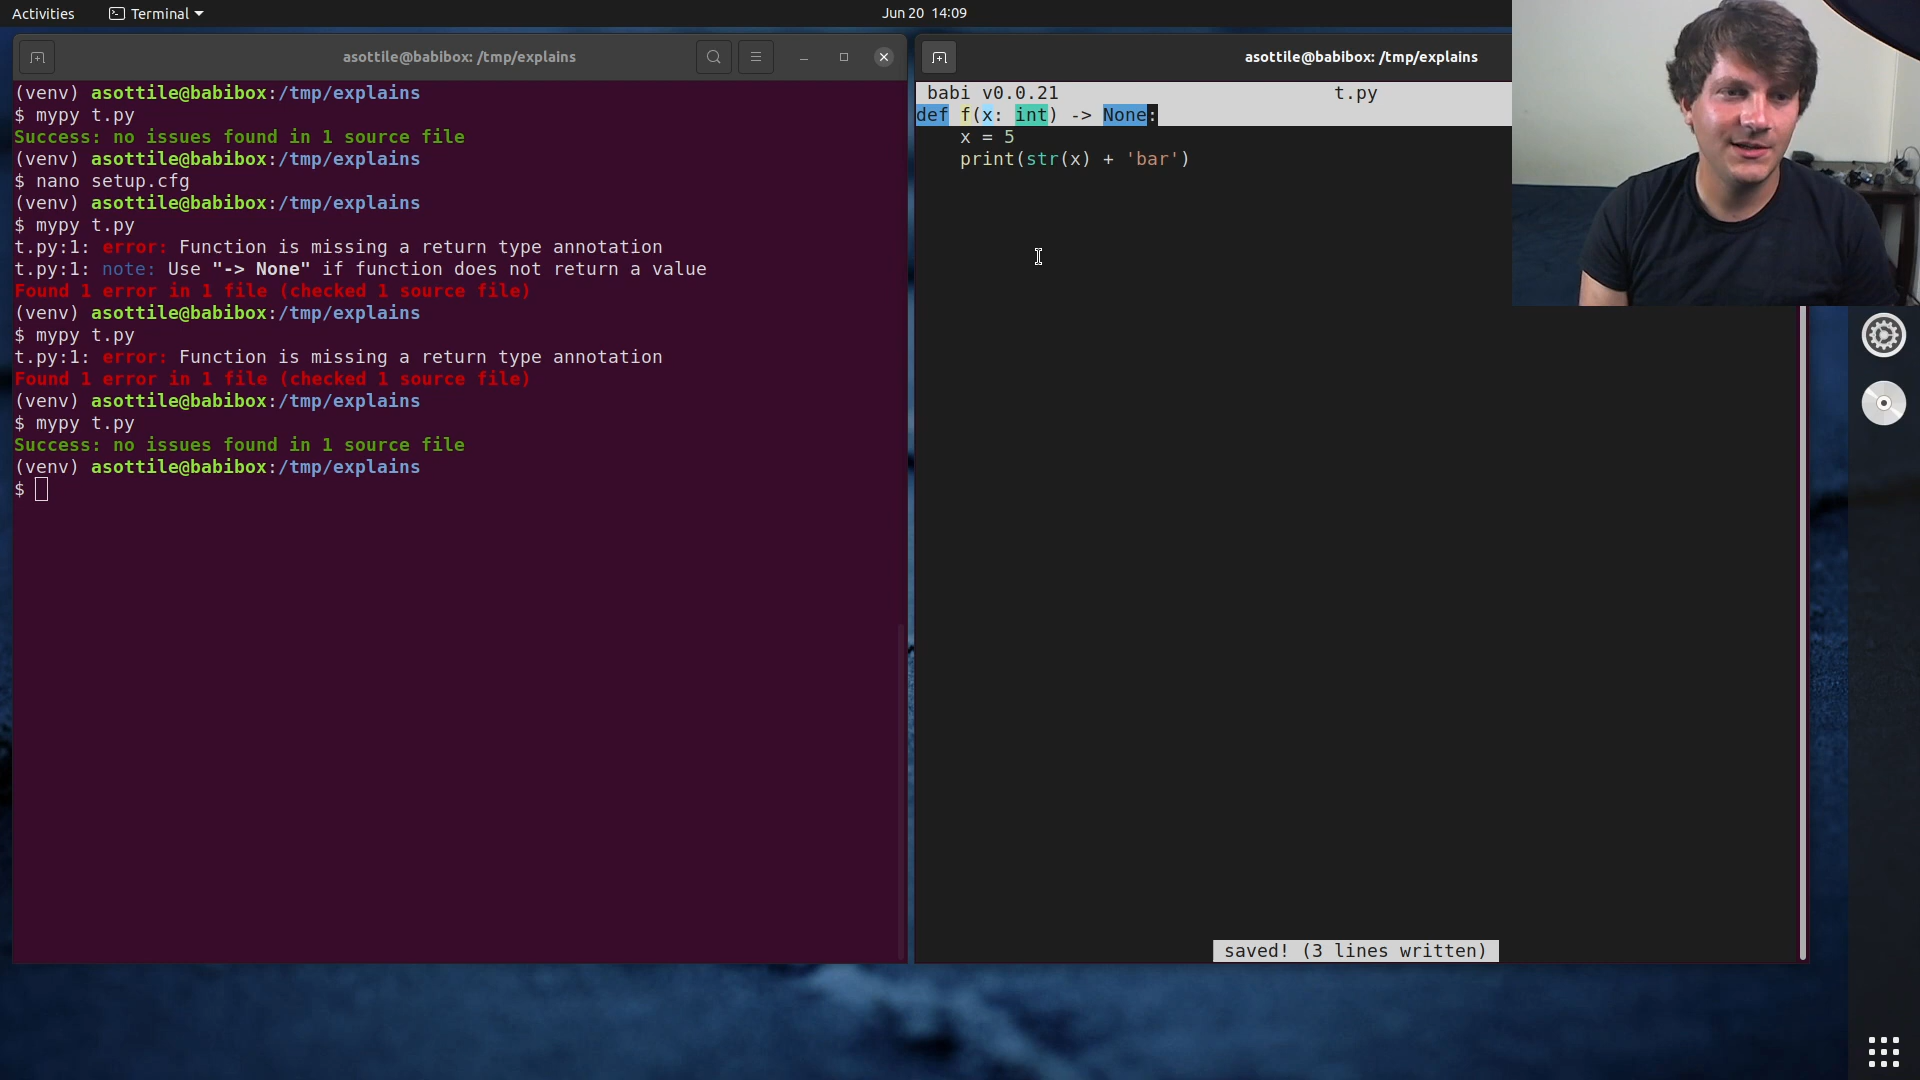 Activities
Terminal
Jun 20 14:09
asottile@babibox: /tmp/explains
(venv) asottile@babibox:/tmp/explains
$ mypy t.py
Success: no issues found in 1 source file
(venv) asottile@babibox:/tmp/explains
$ nano setup.cfg
(venv) asottile@babibox:/tmp/explains
$ mypy t.py
t.py:1: error: Function is missing a return type annotation
t.py:1: note: Use "-> None" if function does not return a value
Found 1 error in 1 file (checked 1 source file)
(venv) asottile@babibox:/tmp/explains
$ mypy t.py
t.py:1: error: Function is missing a return type annotation
Found 1 error in 1 file (checked 1 source file)
(venv) asottile@babibox:/tmp/explains
$ mypy t.py
Success: no issues found in 1 source file
(venv) asottile@babibox:/tmp/explains
$
asottile@babibox: /tmp/explains
babi v0.0.21 t.py
def f(x: int) -> None:
    x = 5
    print(str(x) + 'bar')
saved! (3 lines written)